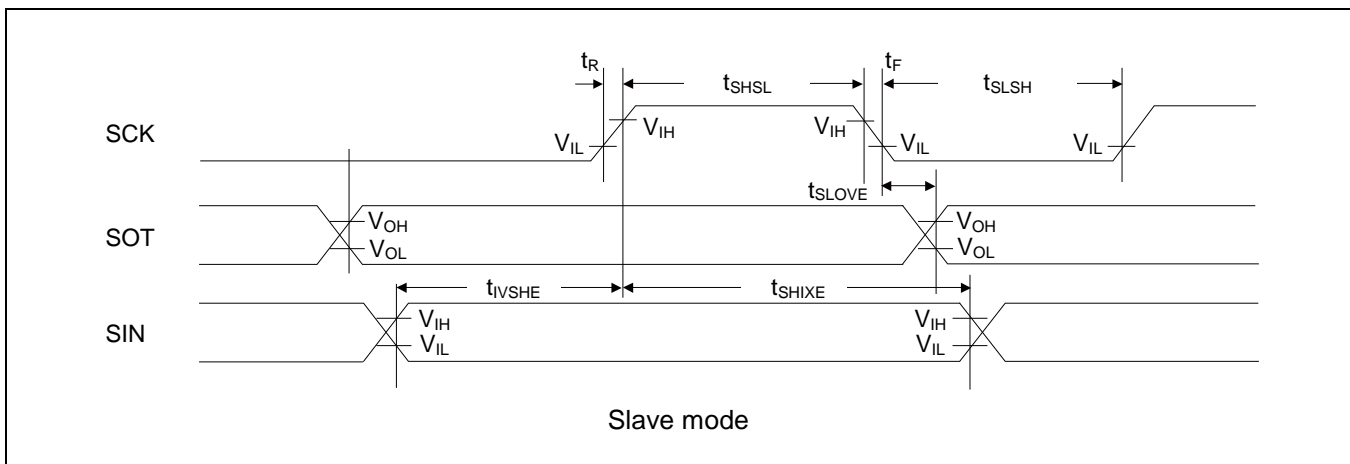 tR tF
tSHSL tSLSH
SCK VIH VIH
VIL VIL VIL
tSLOVE
SOT VOH VOH
VOL VOL
tIVSHE tSHIXE
SIN VIH VIH
VIL VIL
Slave mode